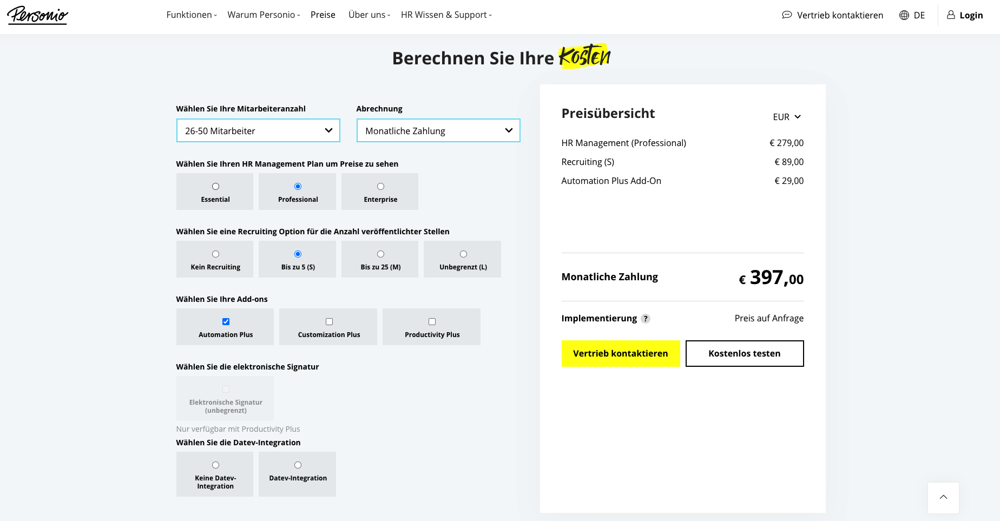 Personio
Funktionen
Warum Personio
Preise
Über uns
HR Wissen & Support
Vertrieb kontaktieren
DE
Login
Berechnen Sie Ihre Kosten
Wählen Sie Ihre Mitarbeiteranzahl
26-50 Mitarbeiter
Abrechnung
Monatliche Zahlung
Wählen Sie Ihren HR Management Plan um Preise zu sehen
Essential
Professional
Enterprise
Wählen Sie eine Recruiting Option für die Anzahl veröffentlichter Stellen
Kein Recruiting
Bis zu 5 (S)
Bis zu 25 (M)
Unbegrenzt (L)
Wählen Sie Ihre Add-ons
Automation Plus
Customization Plus
Productivity Plus
Wählen Sie die elektronische Signatur
Elektronische Signatur
(unbegrenzt)
Nur verfügbar mit Productivity Plus
Wählen Sie die Datev-Integration
Keine Datev-
Integration
Datev-Integration
Preisübersicht
EUR
HR Management (Professional) € 279,00
Recruiting (S) € 89,00
Automation Plus Add-On € 29,00
Monatliche Zahlung € 397,00
Implementierung ? Preis auf Anfrage
Vertrieb kontaktieren
Kostenlos testen